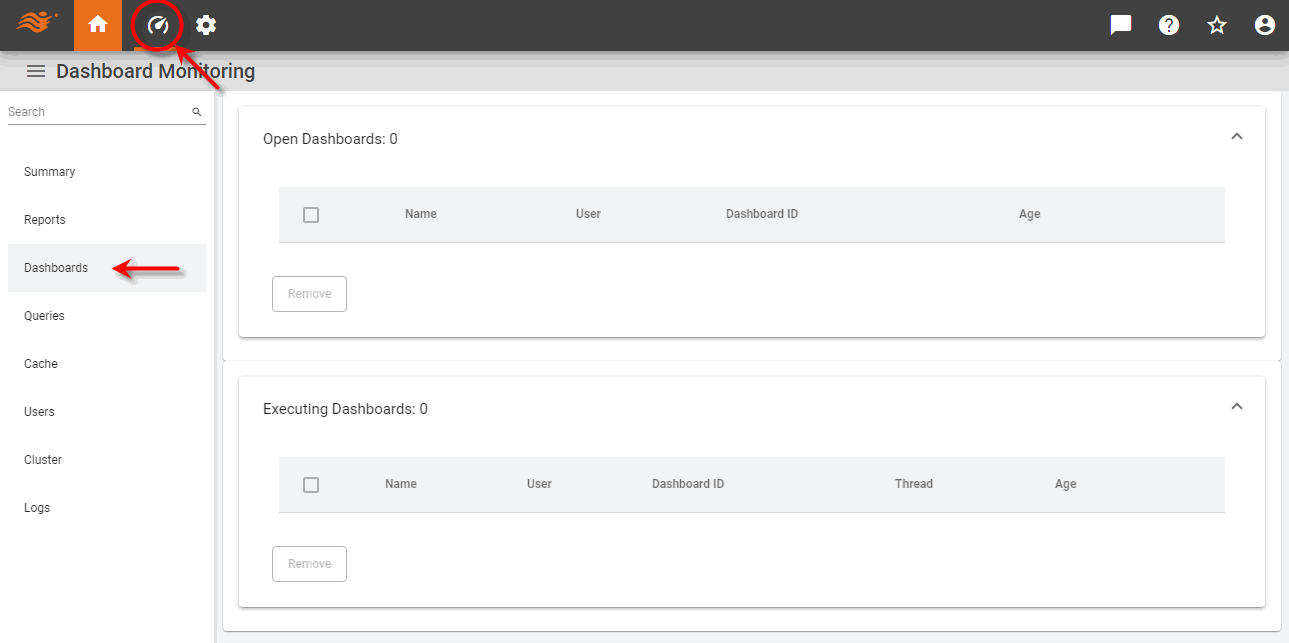 Dashboard Monitoring
Search
Summary
Reports
Dashboards
Queries
Cache
Users
Cluster
Logs
Open Dashboards: 0
Name User Dashboard ID Age
Remove
Executing Dashboards: 0
Name User Dashboard ID Thread Age
Remove